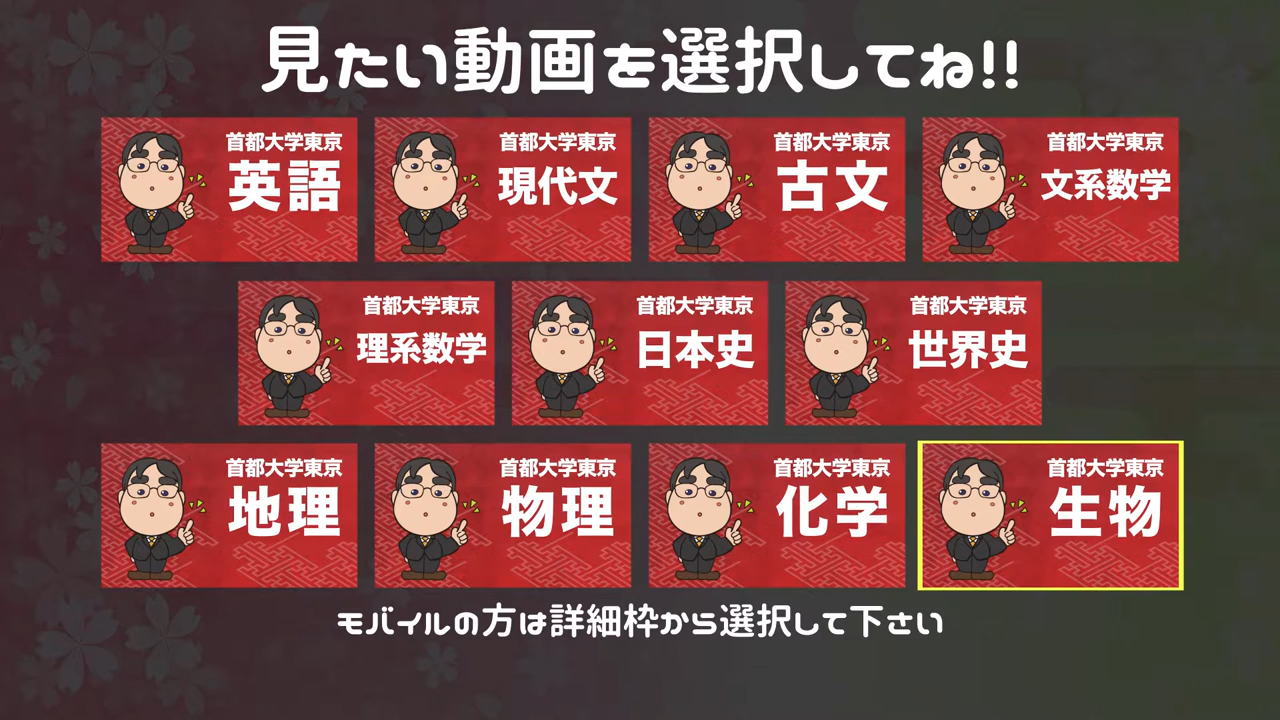 見たい動画を選択してね!!
首都大学東京
英語
首都大学東京
現代文
首都大学東京
古文
首都大学東京
文系数学
首都大学東京
理系数学
首都大学東京
日本史
首都大学東京
世界史
首都大学東京
地理
首都大学東京
物理
首都大学東京
化学
首都大学東京
生物
モバイルの方は詳細枠から選択して下さい